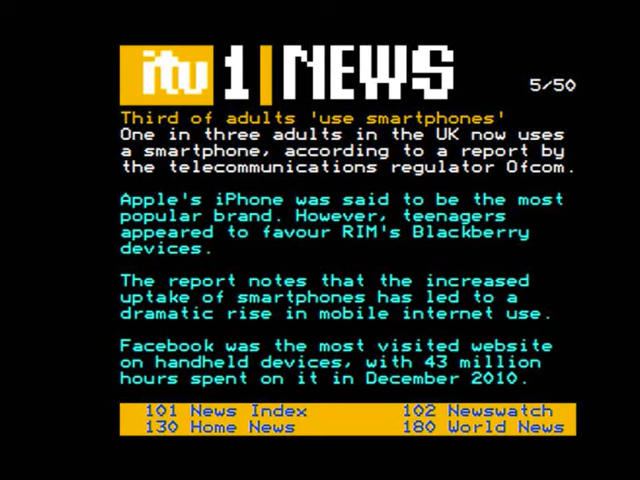 itv 1 NEWS
5/50
Third of adults 'use smartphones'
One in three adults in the UK now uses
a smartphone, according to a report by
the telecommunications regulator Ofcom.
Apple's iPhone was said to be the most
popular brand. However, teenagers
appeared to favour RIM's Blackberry
devices.
The report notes that the increased
uptake of smartphones has led to a
dramatic rise in mobile internet use.
Facebook was the most visited website
on handheld devices, with 43 million
hours spent on it in December 2010.
101 News Index 102 Newswatch
130 Home News 180 World News